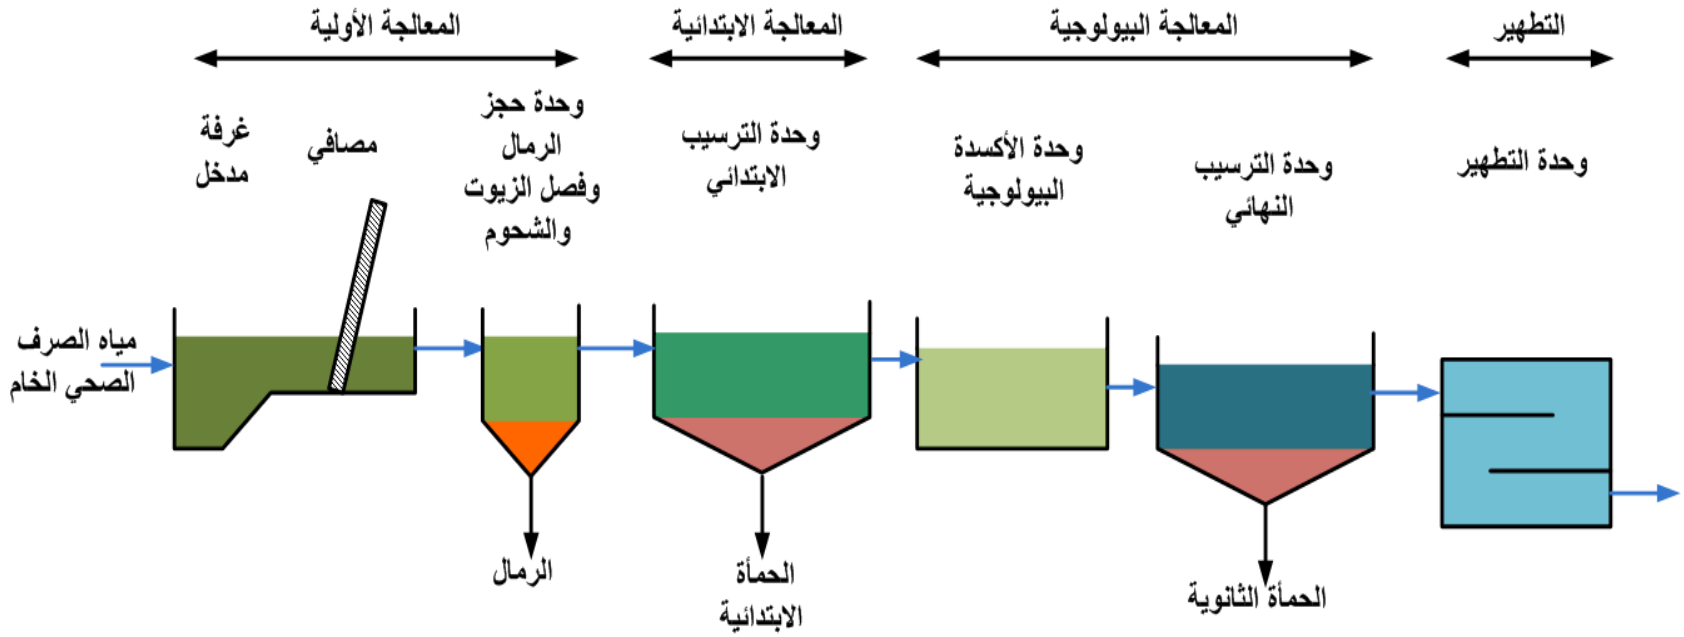 المعالجة الأولية
المعالجة الابتدائية
المعالجة البيولوجية
التطهير
غرفة
مدخل
مصافي
وحدة حجز
الرمال
وفصل الزيوت
والشحوم
وحدة الترسيب
الابتدائي
وحدة الأكسدة
البيولوجية
وحدة الترسيب
النهائي
وحدة التطهير
مياه الصرف
الصحي الخام
الرمال
الحمأة
الابتدائية
الحمأة الثانوية